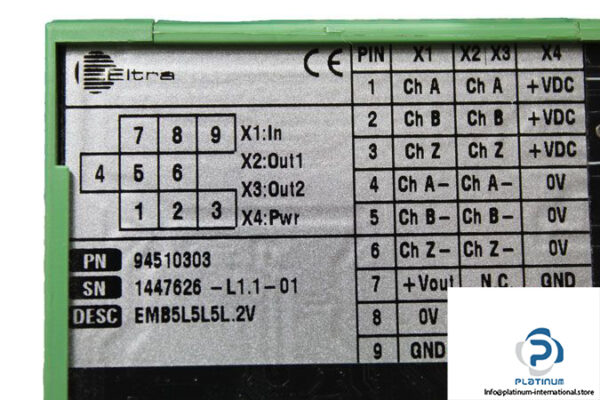 Eltra CE
7 8 9 X1:In
X2:Out1
4 5 6
X3:Out2
1 2 3 X4:Pwr
PN 94510303
SN 1447626 -L1.1-01
DESC EMB5L5L5L.2V
PIN X1 X2 X3 X4
1 Ch A Ch A +VDC
2 Ch B Ch B +VDC
3 Ch Z Ch Z +VDC
4 Ch A- Ch A- 0V
5 Ch B- Ch B- 0V
6 Ch Z- Ch Z- 0V
7 +Vout N.C. GND
8 0V
9 GND
PLATINUM
Info@platinum-international.store